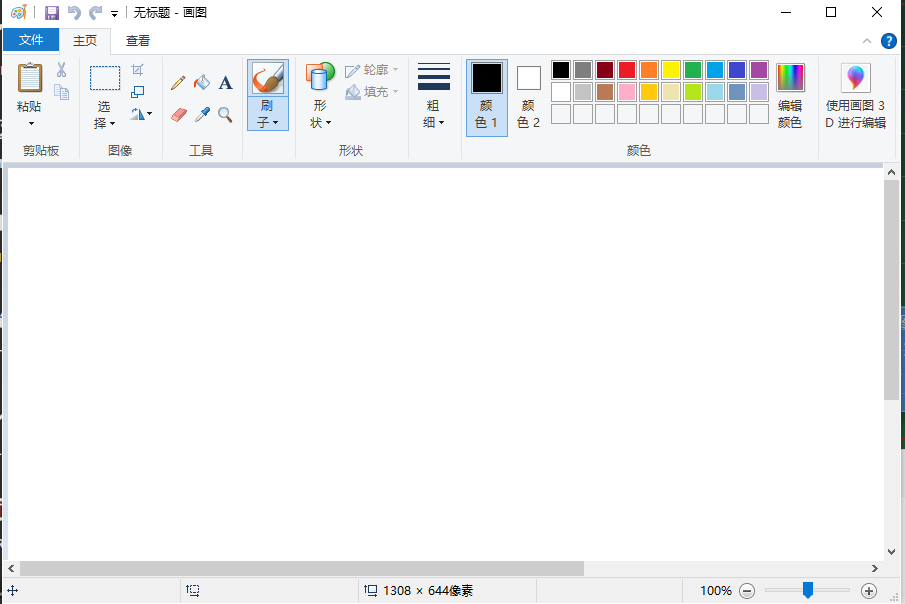 无标题 - 画图
文件 主页 查看
粘贴
剪贴板
选
择
图像
A
工具
刷
子
形
状
轮廓
填充
形状
粗
细
颜
色 1
颜
色 2
编辑
颜色
颜色
使用画图 3
D 进行编辑
1308 × 644像素
100%